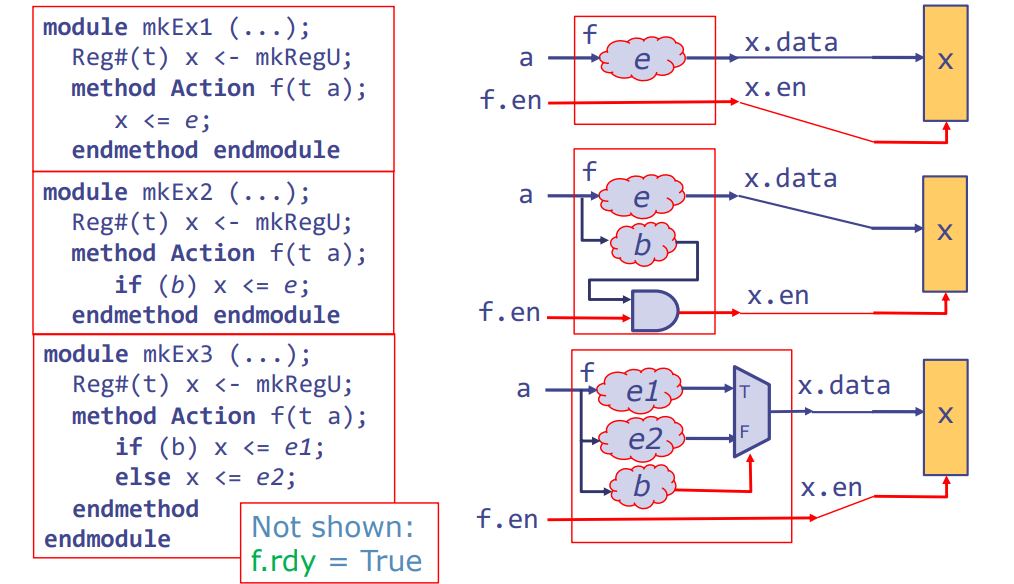 module mkEx1 (...);
Reg#(t) x <- mkRegU;
method Action f(t a);
x <= e;
endmethod endmodule
module mkEx2 (...);
Reg#(t) x <- mkRegU;
method Action f(t a);
if (b) x <= e;
endmethod endmodule
module mkEx3 (...);
Reg#(t) x <- mkRegU;
method Action f(t a);
if (b) x <= e1;
else x <= e2;
endmethod
endmodule
Not shown:
f.rdy = True
f
a
e
x.data
x
f.en
x.en
f
a
e
x.data
x
b
f.en
x.en
f
a
e1
T
x.data
x
e2
F
b
x.en
f.en